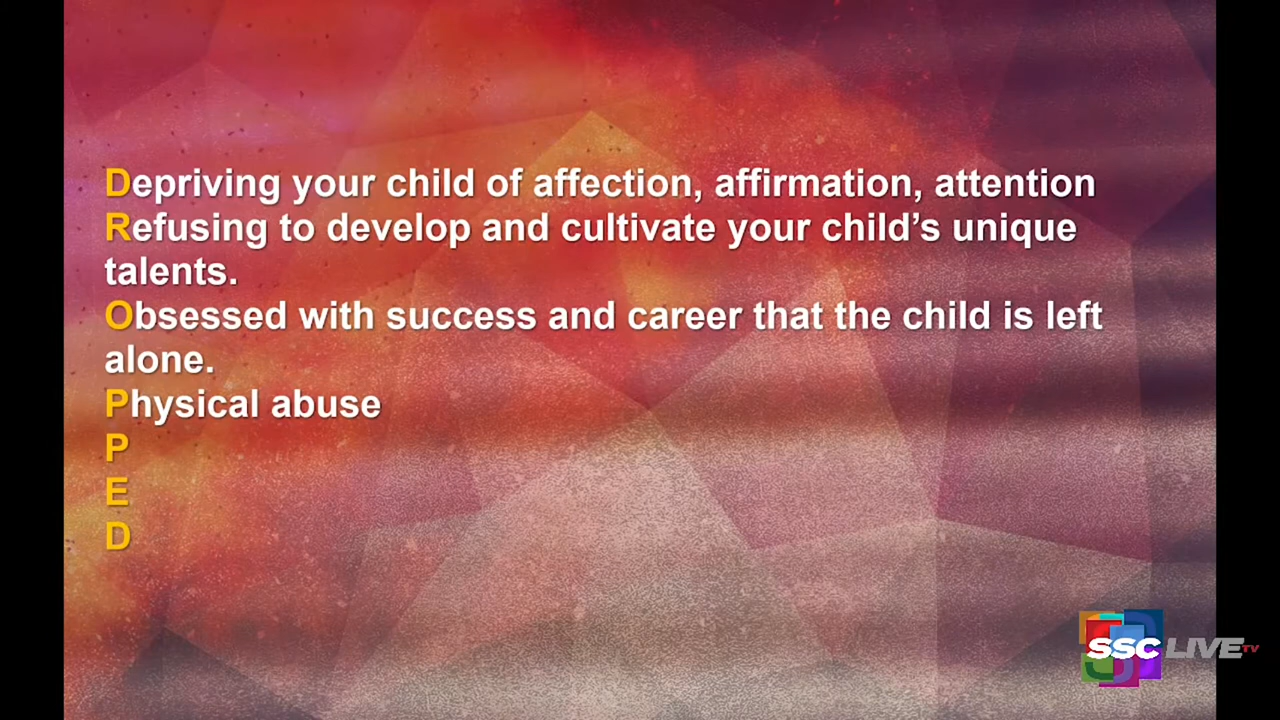 Depriving your child of affection, affirmation, attention
Refusing to develop and cultivate your child’s unique
talents.
Obsessed with success and career that the child is left
alone.
Physical abuse
P
E
D
SSC LIVE TV